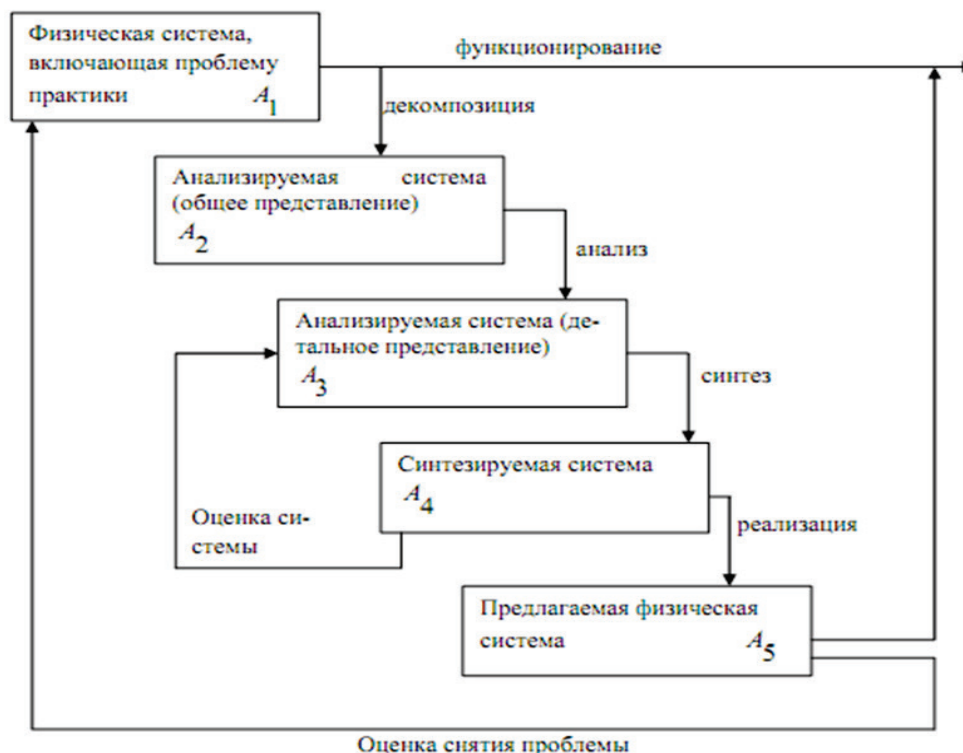 Физическая система,
включающая проблему
практики A1
функционирование
декомпозиция
Анализируемая система
(общее представление)
A2
анализ
Анализируемая система (де-
тальное представление)
A3
синтез
Синтезируемая система
A4
Оценка си-
стемы
реализация
Предлагаемая физическая
система A5
Оценка снятия проблемы